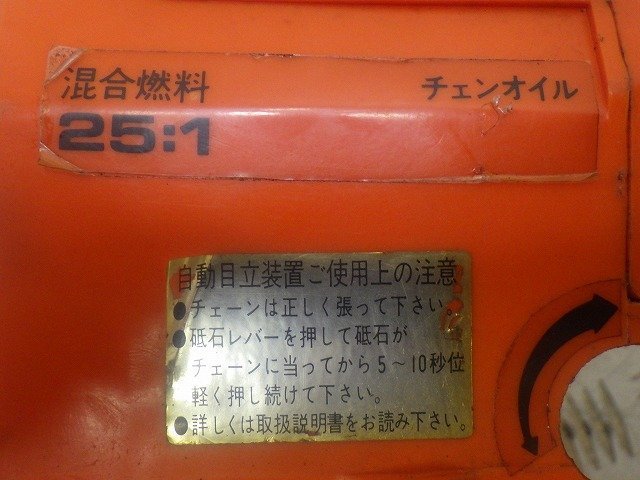 混合燃料 チェンオイル
25:1
自動目立装置ご使用上の注意
●チェーンは正しく張って下さい。
●砥石レバーを押して砥石が
チェーンに当ってから5～10秒位
軽く押し続けて下さい。
●詳しくは取扱説明書をお読み下さい。